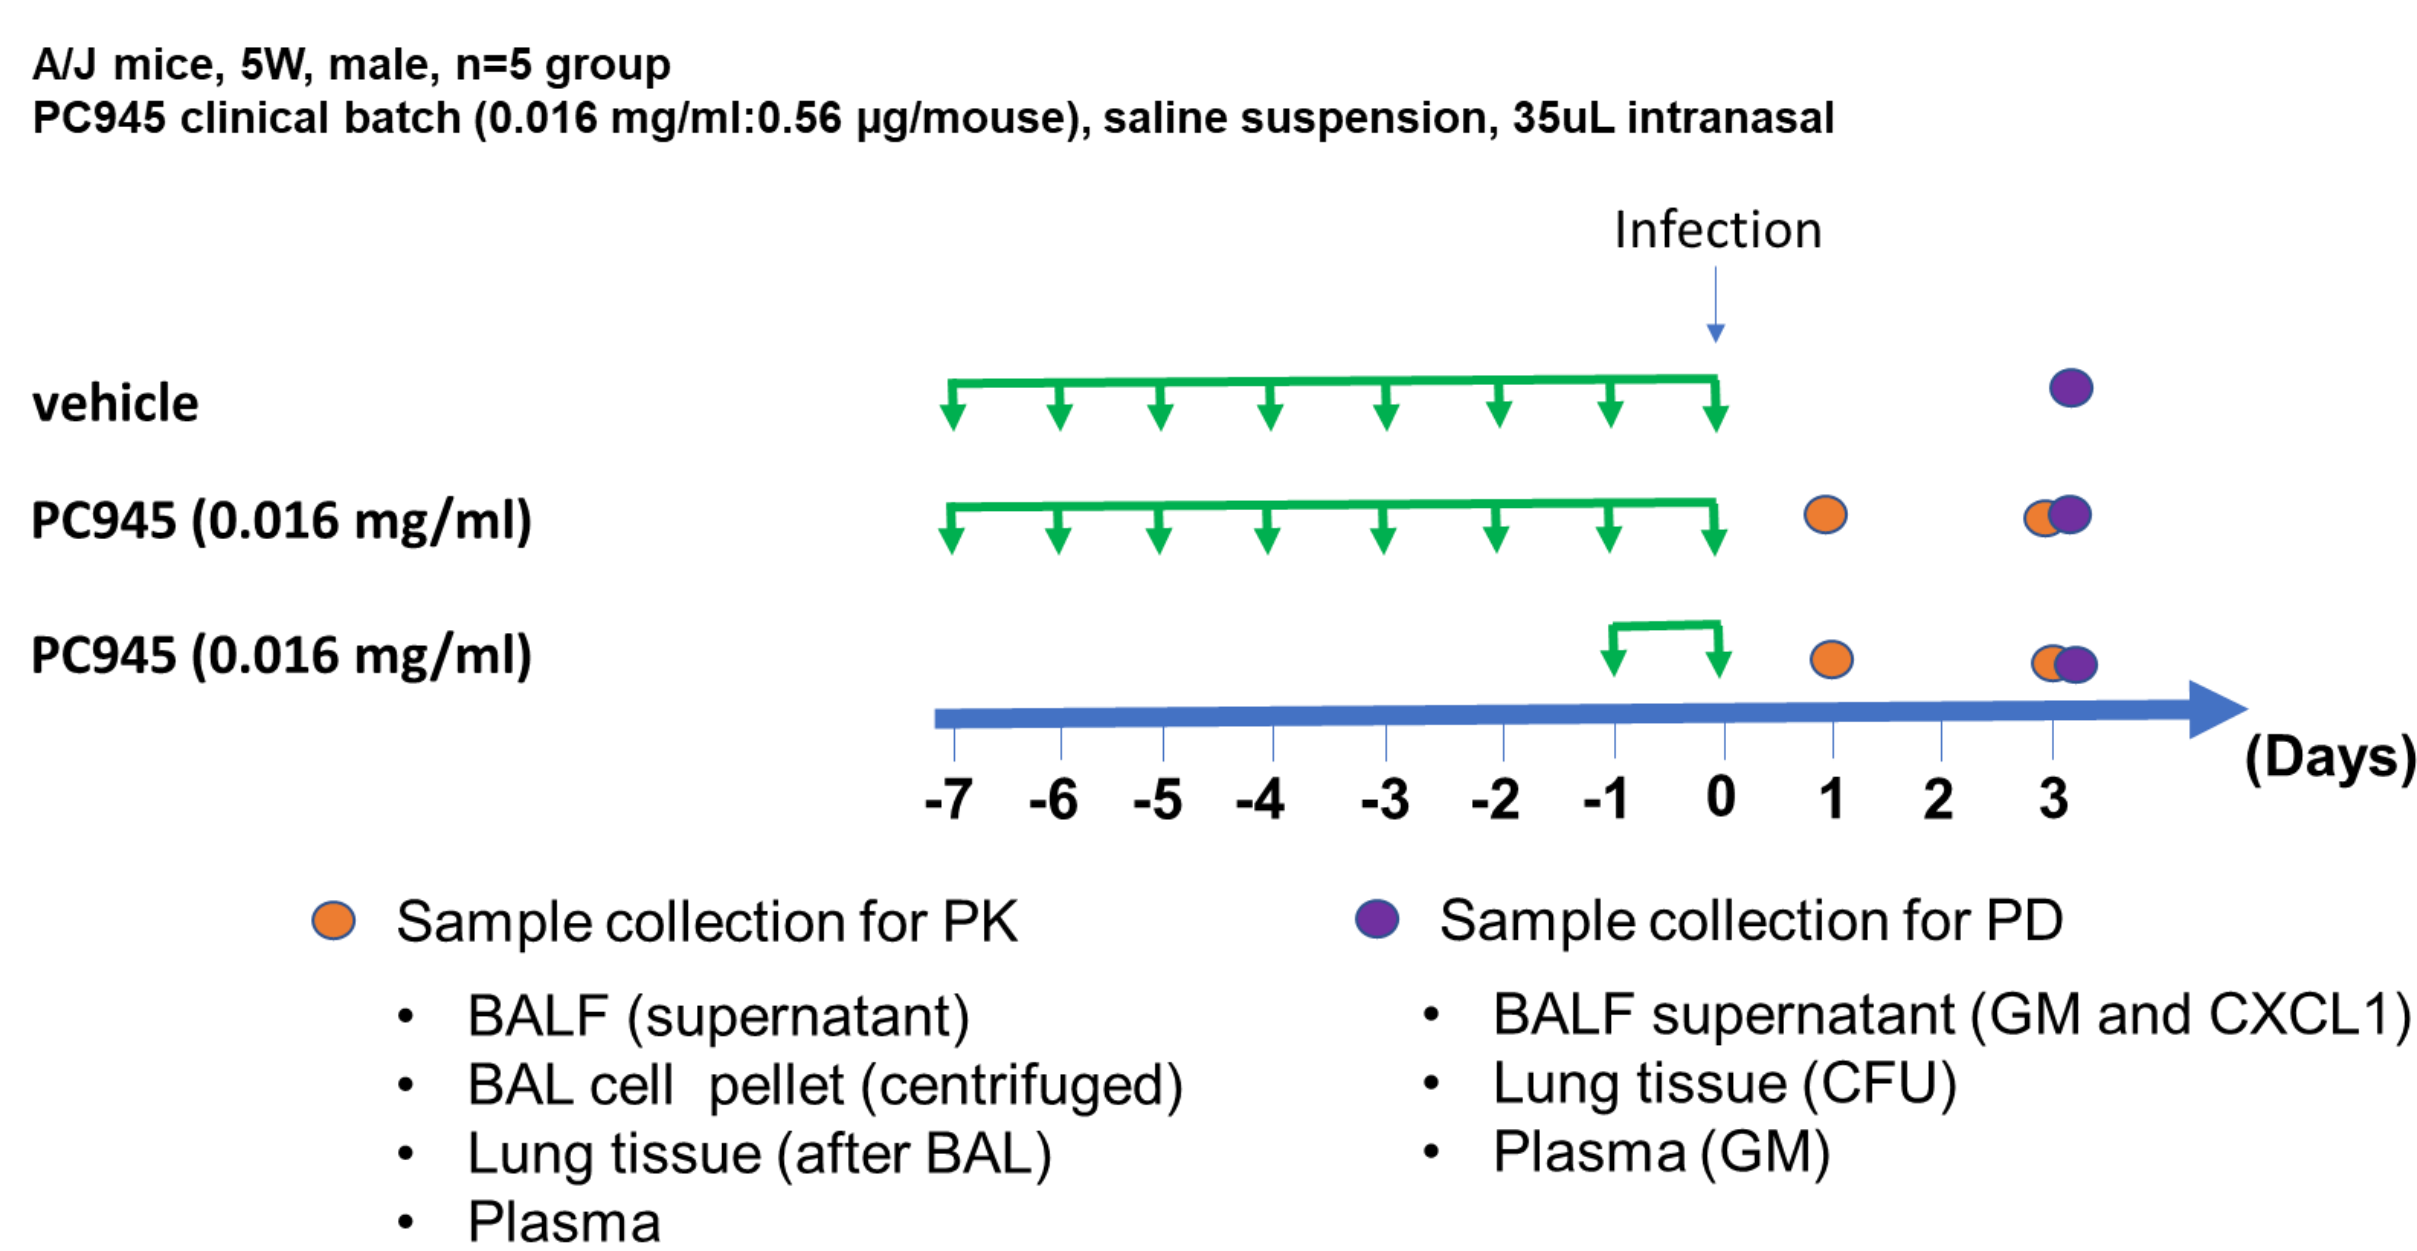 A/J mice, 5W, male, n=5 group
PC945 clinical batch (0.016 mg/ml:0.56 µg/mouse), saline suspension, 35uL intranasal
Infection
vehicle
PC945 (0.016 mg/ml)
PC945 (0.016 mg/ml)
(Days)
-7 -6 -5 -4 -3 -2 -1 0 1 2 3
Sample collection for PK
• BALF (supernatant)
• BAL cell pellet (centrifuged)
• Lung tissue (after BAL)
• Plasma
Sample collection for PD
• BALF supernatant (GM and CXCL1)
• Lung tissue (CFU)
• Plasma (GM)